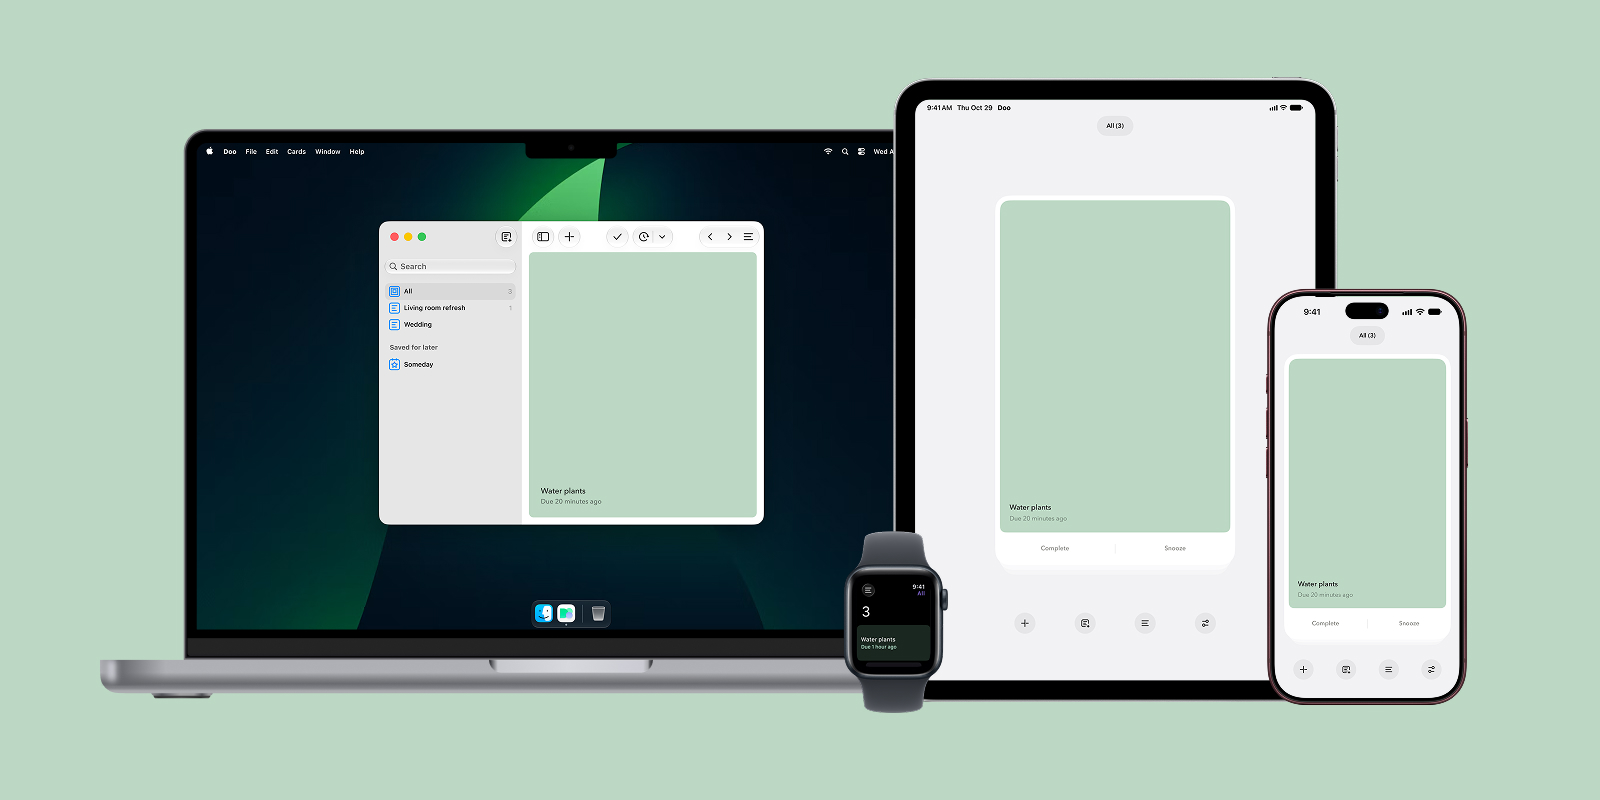 Doo File Edit Cards Window Help
Wed A
Search
All 3
Living room refresh 1
Wedding
Saved for later
Someday
Water plants
Due 20 minutes ago
9:41
All
3
Water plants
Due 1 hour ago
9:41 AM Thu Oct 29 Doo
All (3)
Water plants
Due 20 minutes ago
Complete Snooze
9:41
All (3)
Water plants
Due 20 minutes ago
Complete Snooze